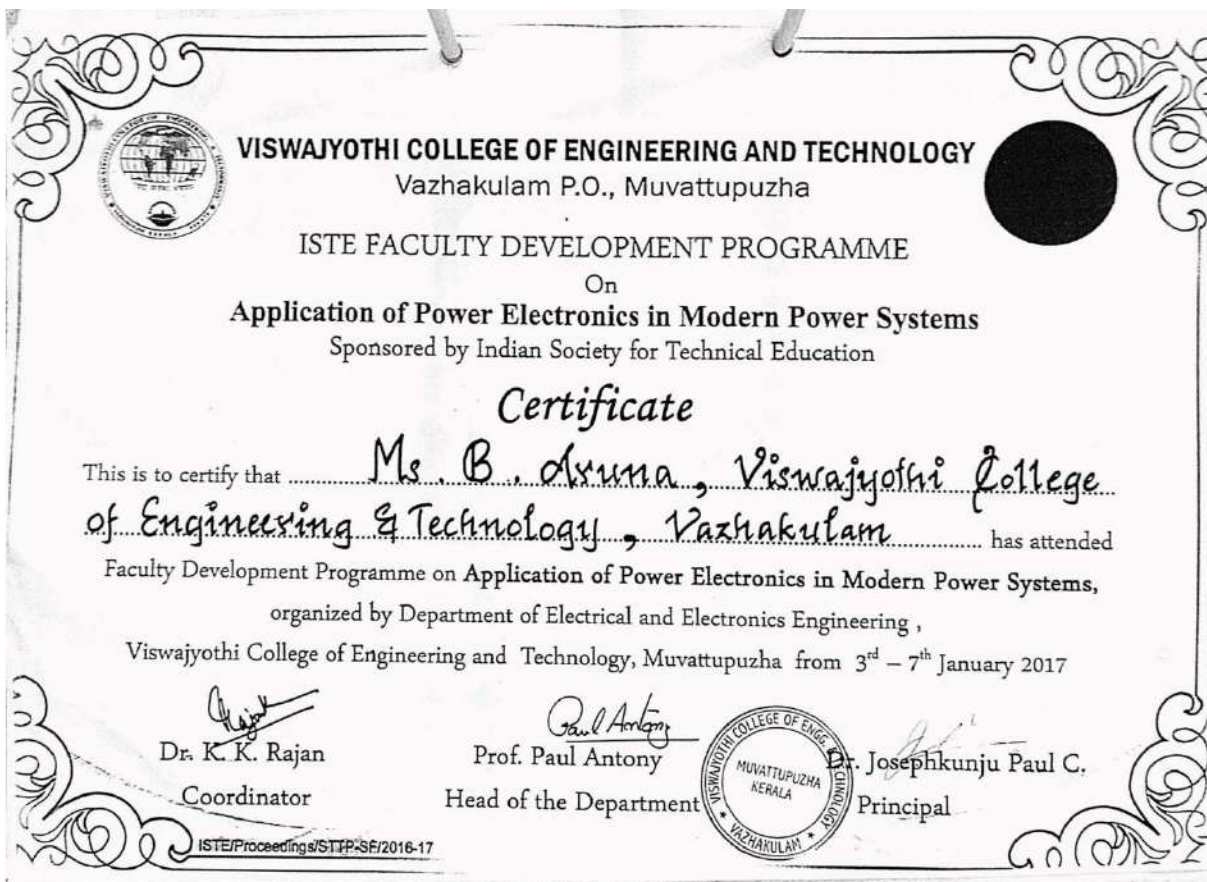 VISWAJYOTHI COLLEGE OF ENGINEERING AND TECHNOLOGY
Vazhakulam P.O., Muvattupuzha
ISTE FACULTY DEVELOPMENT PROGRAMME
On
Application of Power Electronics in Modern Power Systems
Sponsored by Indian Society for Technical Education
Certificate
This is to certify that Ms. B. Aruna, Viswajyothi College
of Engineering & Technology, Vazhakulam has attended
Faculty Development Programme on Application of Power Electronics in Modern Power Systems,
organized by Department of Electrical and Electronics Engineering ,
Viswajyothi College of Engineering and Technology, Muvattupuzha from 3rd – 7th January 2017
Paul Antony
Dr. K. K. Rajan Prof. Paul Antony Dr. Josephkunju Paul C.
Coordinator Head of the Department Principal
VISWAJYOTHI COLLEGE OF ENGG. & TECHNOLOGY
MUVATTUPUZHA
KERALA
VAZHAKULAM
ISTE/Proceedings/STTP-SF/2016-17